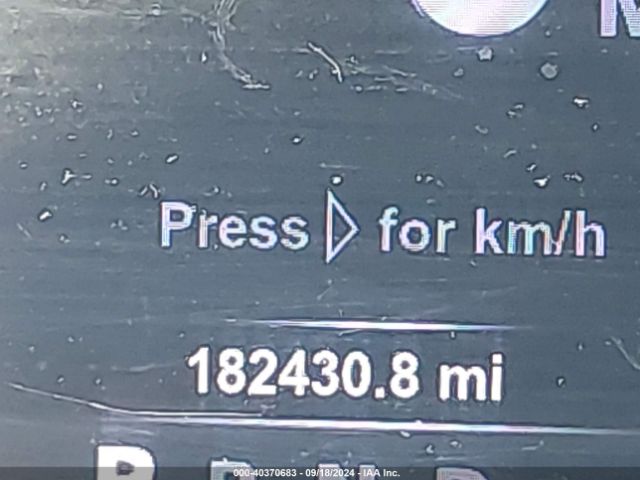 M
Press ▷ for km/h
182430.8 mi
P R N D
000-40370683 - 09/18/2024 - IAA Inc.